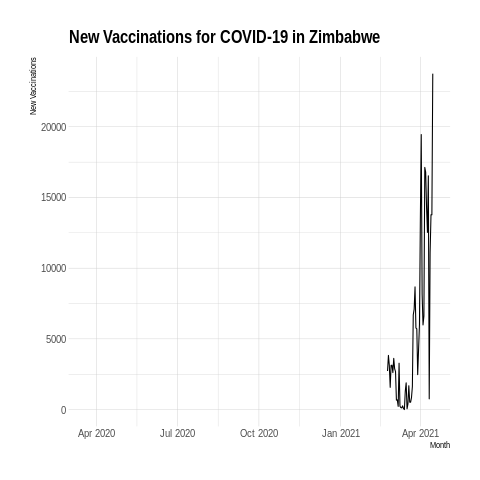 New Vaccinations for COVID-19 in Zimbabwe
New Vaccinations
20000
15000
10000
5000
0
Apr 2020 Jul 2020 Oct 2020 Jan 2021 Apr 2021
Month